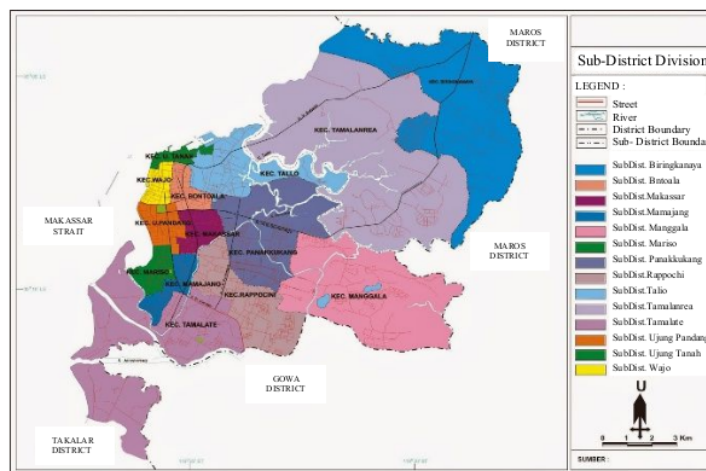 MAROS
DISTRICT
KEC. TAMALANREA
KEC. U. TANAH
KEC. TALLO
KEC.WAJO
KEC. BONTOALA
MAKASSAR
STRAIT
KEC. MAKASSAR
MAROS
DISTRICT
KEC. PANAKKUKANG
KEC. MARISO
KEC. MAMAJANG
KEC.RAPPOCINI
KEC. MANGGALA
KEC. TAMALATE
GOWA
DISTRICT
TAKALAR
DISTRICT
Sub-District Division
LEGEND :
Street
River
District Boundary
Sub- District Bounda
SubDist. Biringkanaya
SubDist. Bntoala
SubDist.Makassar
SubDist.Mamajang
SubDist. Manggala
SubDist. Mariso
SubDist. Panakkukang
SubDist.Rappochi
SubDist. Talio
SubDist.Tamalanrea
SubDist.Tamalate
SubDist. Ujung Pandang
SubDist. Ujung Tanah
SubDist. Wajo
U
0 1 2 3 Km
SUMBER :